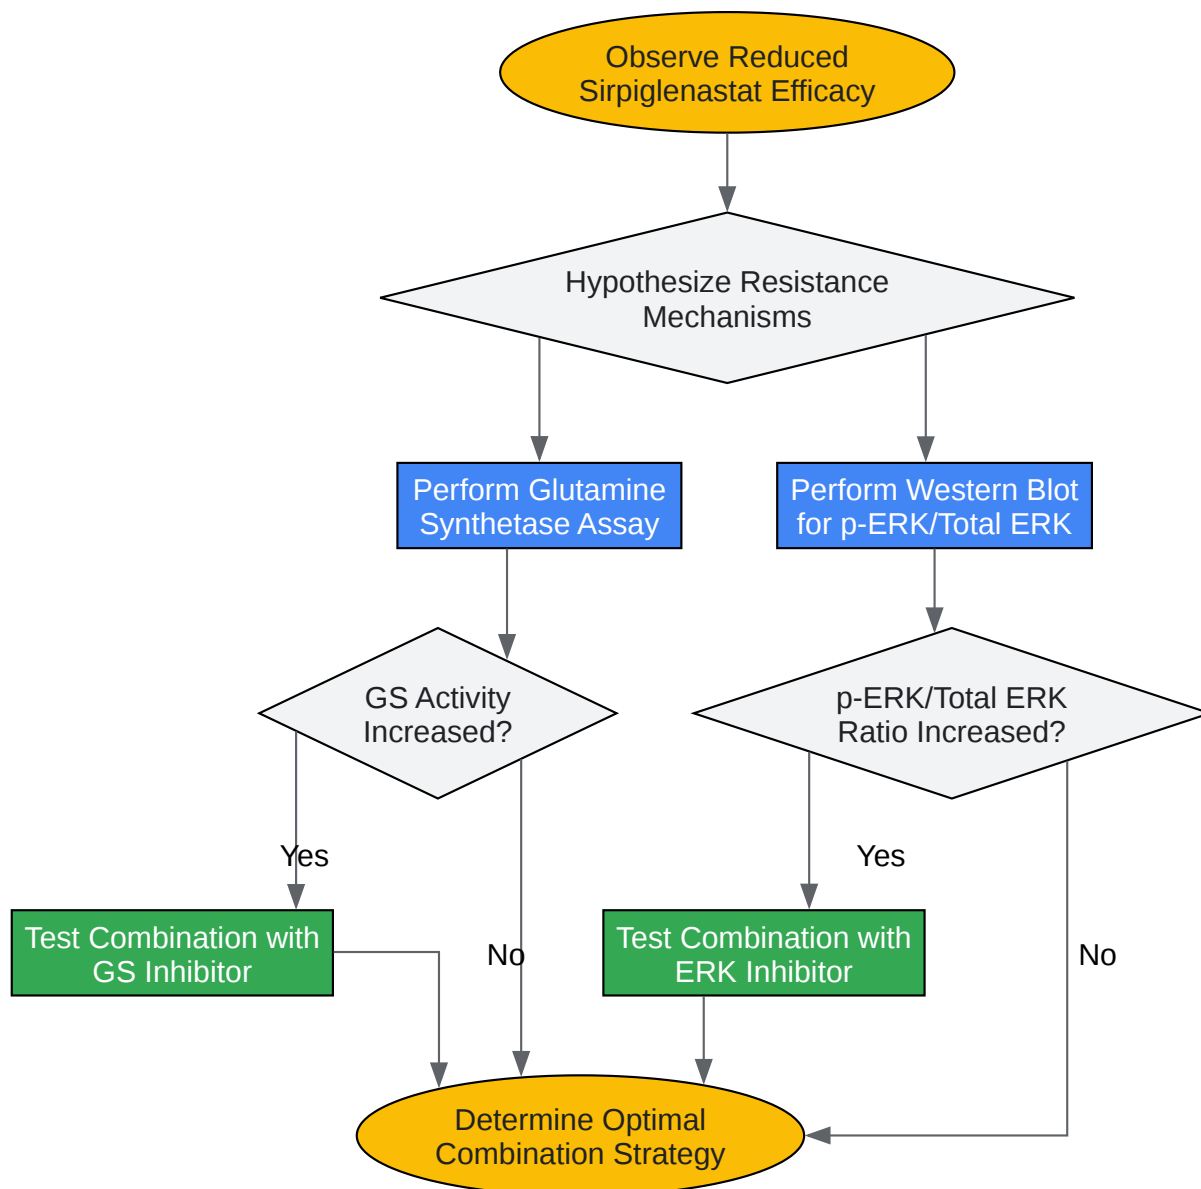 Observe Reduced
Sirpiglenastat Efficacy
Hypothesize Resistance
Mechanisms
Perform Glutamine
Synthetase Assay
Perform Western Blot
for p-ERK/Total ERK
GS Activity
Increased?
p-ERK/Total ERK
Ratio Increased?
Yes
Yes
Test Combination with
GS Inhibitor
No
Test Combination with
ERK Inhibitor
No
Determine Optimal
Combination Strategy